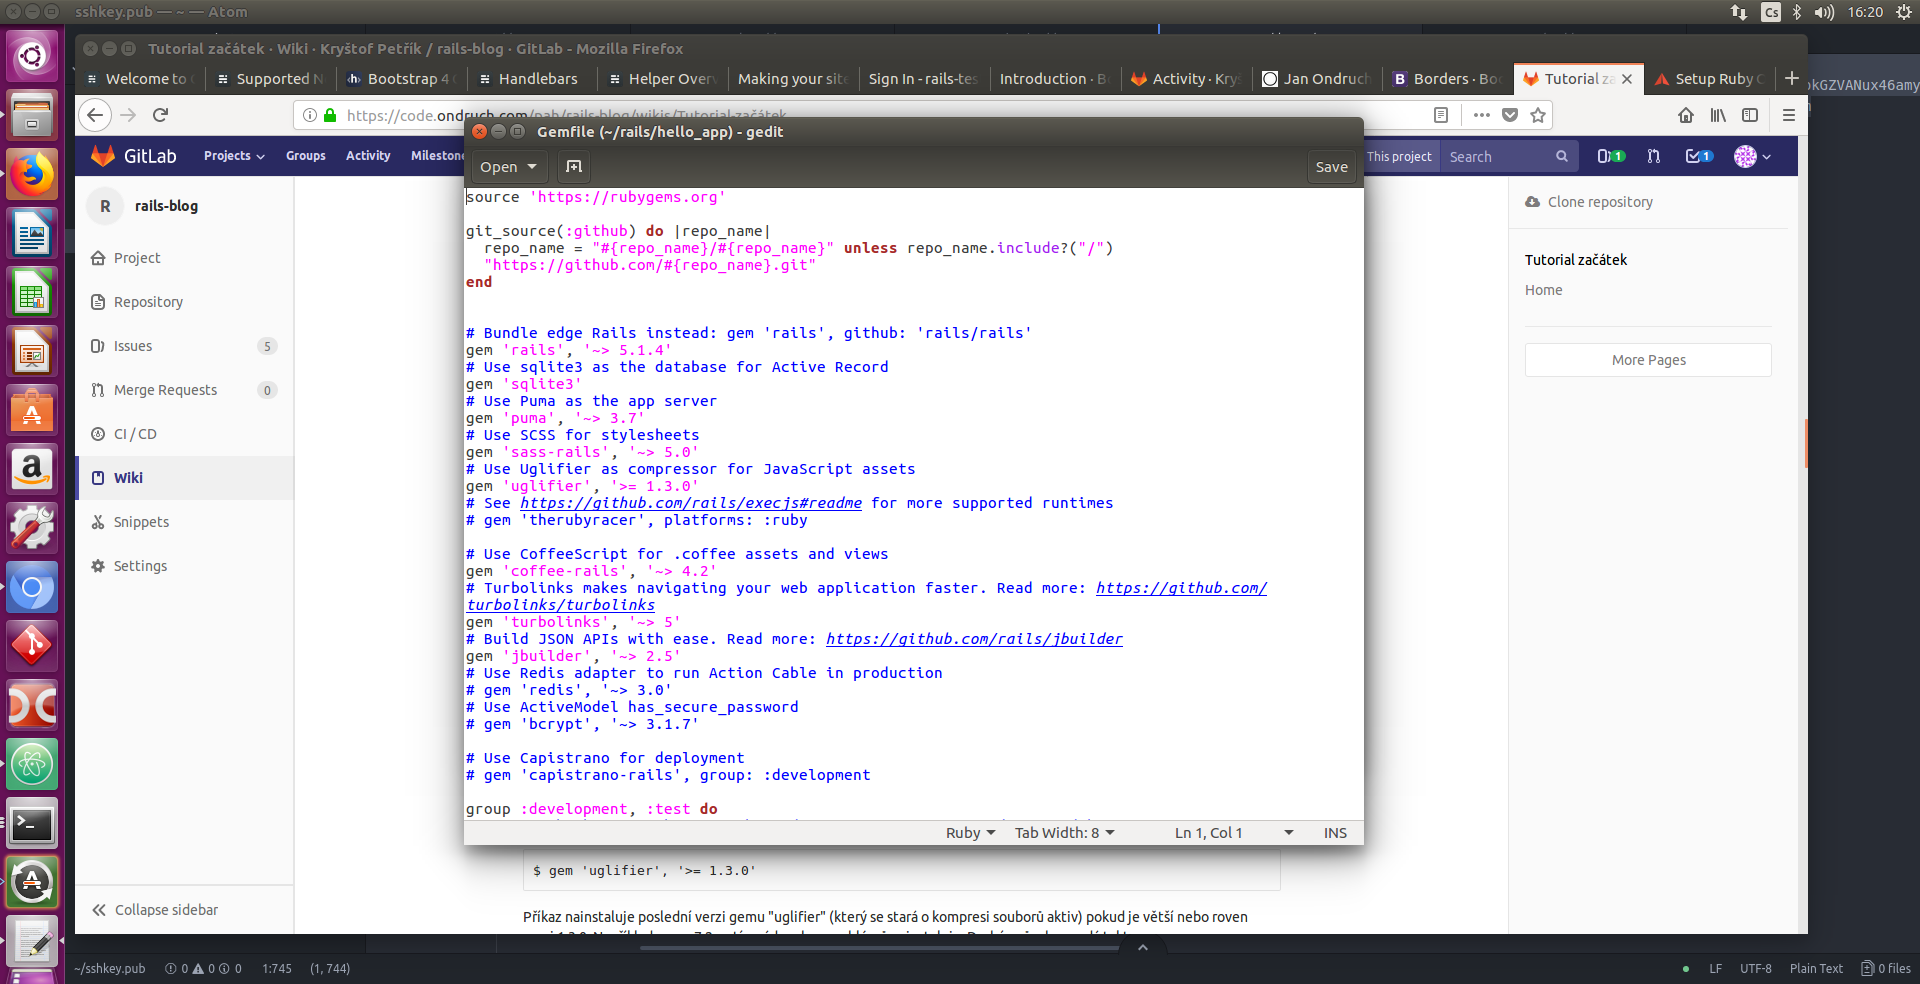 sshkey.pub — ~ — Atom
Cs
16:20
Tutorial začátek · Wiki · Kryštof Petřík / rails-blog · GitLab - Mozilla Firefox
Welcome to
Supported N
Bootstrap 4
Handlebars
Helper Over
Making your site
Sign In · rails-tes
Introduction · B
Activity · Kry
Jan Ondruch
Borders · Boo
Tutorial za
Setup Ruby
https://code.ondruch.com/pab/rails-blog/wikis/Tutorial-začátek
okGZVANux46amy
Gemfile (~/rails/hello_app) - gedit
Open
Save
GitLab
Projects
Groups
Activity
Milestone
This project
Search
1
1
R
rails-blog
Project
Repository
Issues
5
Merge Requests
0
CI / CD
Wiki
Snippets
Settings
Collapse sidebar
source 'https://rubygems.org'
git_source(:github) do |repo_name|
repo_name = "#{repo_name}/#{repo_name}" unless repo_name.include?("/")
"https://github.com/#{repo_name}.git"
end
# Bundle edge Rails instead: gem 'rails', github: 'rails/rails'
gem 'rails', '~> 5.1.4'
# Use sqlite3 as the database for Active Record
gem 'sqlite3'
# Use Puma as the app server
gem 'puma', '~> 3.7'
# Use SCSS for stylesheets
gem 'sass-rails', '~> 5.0'
# Use Uglifier as compressor for JavaScript assets
gem 'uglifier', '>= 1.3.0'
# See https://github.com/rails/execjs#readme for more supported runtimes
# gem 'therubyracer', platforms: :ruby
# Use CoffeeScript for .coffee assets and views
gem 'coffee-rails', '~> 4.2'
# Turbolinks makes navigating your web application faster. Read more: https://github.com/
turbolinks/turbolinks
gem 'turbolinks', '~> 5'
# Build JSON APIs with ease. Read more: https://github.com/rails/jbuilder
gem 'jbuilder', '~> 2.5'
# Use Redis adapter to run Action Cable in production
# gem 'redis', '~> 3.0'
# Use ActiveModel has_secure_password
# gem 'bcrypt', '~> 3.1.7'
# Use Capistrano for deployment
# gem 'capistrano-rails', group: :development
group :development, :test do
Ruby
Tab Width: 8
Ln 1, Col 1
INS
Clone repository
Tutorial začátek
Home
More Pages
$ gem 'uglifier', '>= 1.3.0'
Příkaz nainstaluje poslední verzi gemu "uglifier" (který se stará o kompresi souborů aktiv) pokud je větší nebo roven
~/sshkey.pub
0
0
0
1:745
(1, 744)
LF
UTF-8
Plain Text
0 files